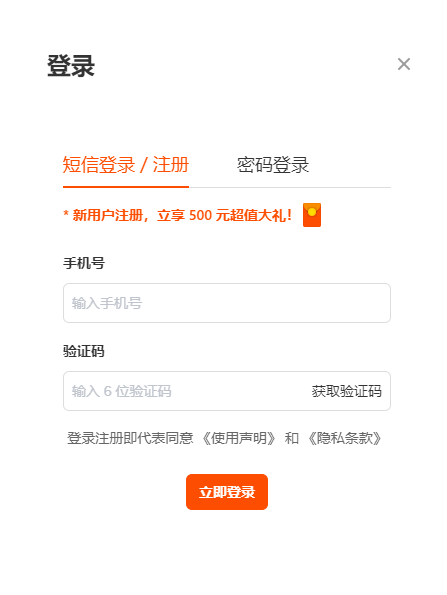 登录
短信登录 / 注册
密码登录
* 新用户注册，立享 500 元超值大礼！
手机号
输入手机号
验证码
输入 6 位验证码
获取验证码
登录注册即代表同意 《使用声明》 和 《隐私条款》
立即登录